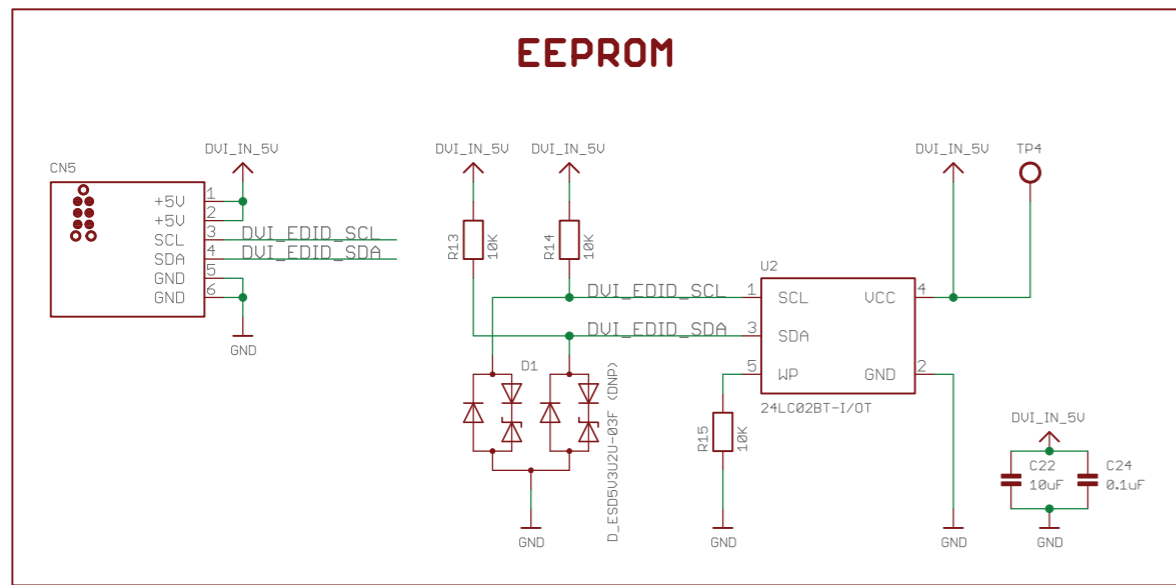 EEPROM
CN5
DVI_IN_5V
+5V 1
+5V 2
SCL 3 DVI_EDID_SCL
SDA 4 DVI_EDID_SDA
GND 5
GND 6
GND
DVI_IN_5V DVI_IN_5V
R13 10K
R14 10K
DVI_EDID_SCL
DVI_EDID_SDA
D1
D_ESD5V3U2U-03F (DNP)
GND
DVI_IN_5V
TP4
U2
1 SCL VCC 4
3 SDA
5 WP GND 2
24LC02BT-I/OT
R15 10K
GND
GND
DVI_IN_5V
C22
10uF
C24
0.1uF
GND